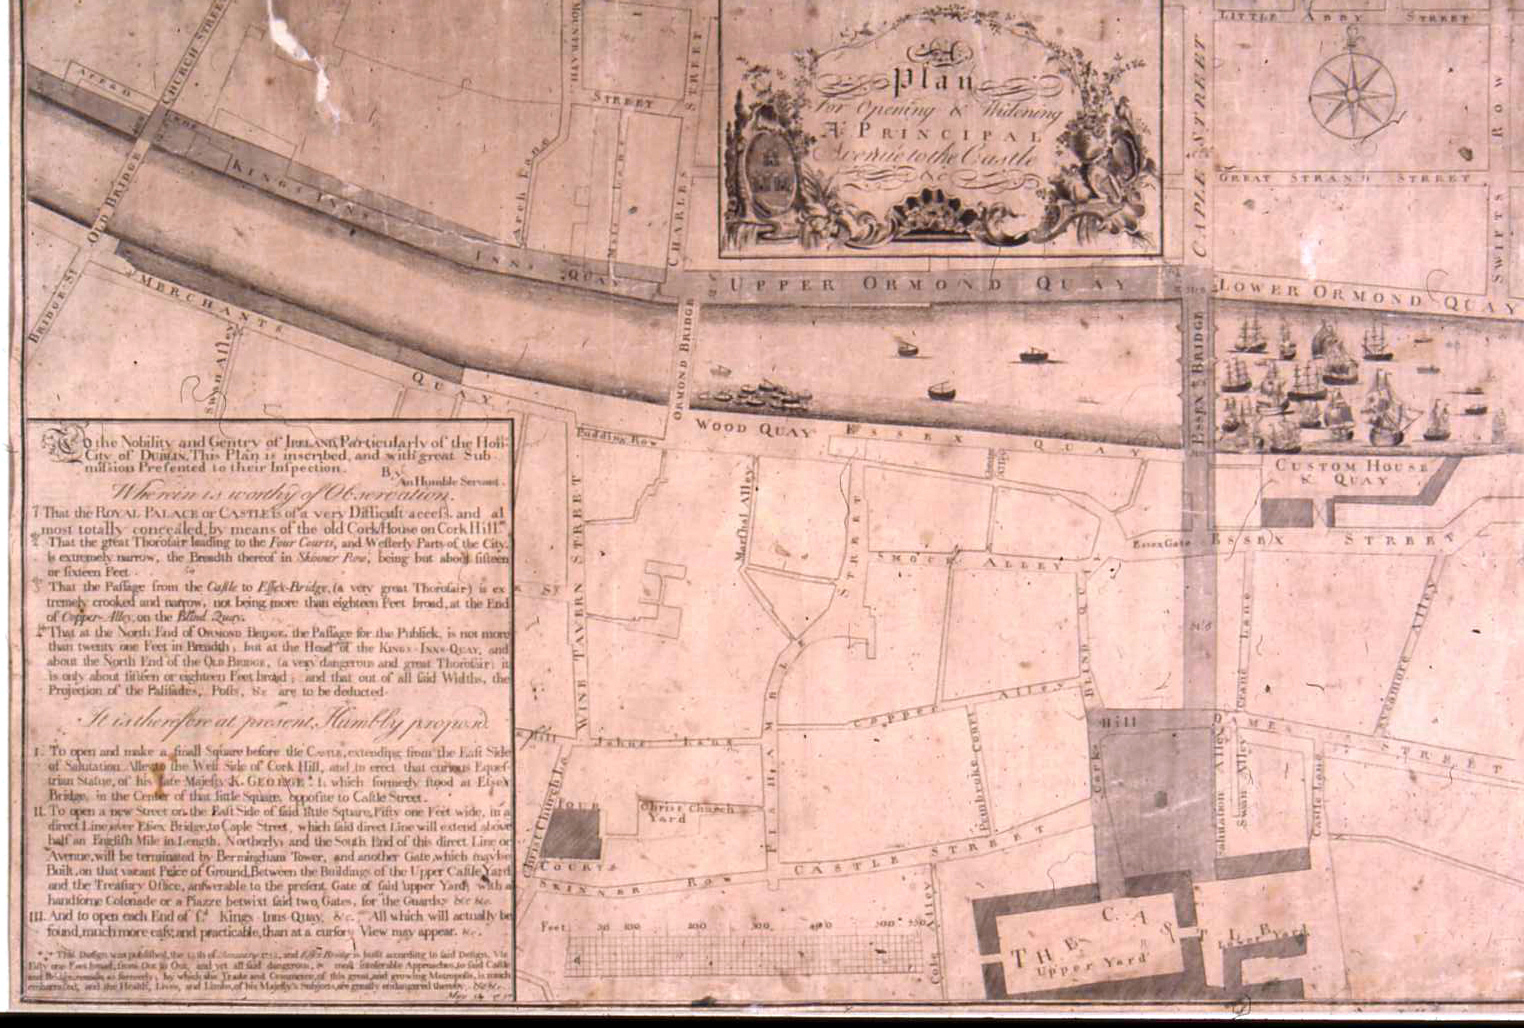 A
Plan
for Opening & Widening
A PRINCIPAL
Avenue to the Castle
&c
LITTLE ABBY STREET
CHURCH STREET
STREET
CHARLES STREET
Arch Lane
CAPLE STREET
GREAT STRAND STREET
SWIFTS ROW
OLD BRIDGE
KINGS INNS
INNS QUAY
UPPER ORMOND QUAY
LOWER ORMOND QUAY
BRIDGE St
MERCHANTS QUAY
Swan Alley
ORMOND BRIDGE
ESSEX BRIDGE
WOOD QUAY
ESSEX QUAY
CUSTOM HOUSE
& QUAY
Pudding Row
Marshal Alley
WINE TAVERN STREET
STREET
SMOCK ALLEY
Essex Gate
ESSEX STREET
BLIND QUAY
Crane Lane
Sycamore Alley
Copper Alley
FISHAMBLE
Johns Lane
Hill
DAMES STREET
Christ Church La
FOUR
COURTS
Christ Church
Yard
Pembroke Court
Corke
Salutation Alley
Swan Alley
Castle Lane
SKINNER ROW
CASTLE STREET
Cole Alley
Feet. 50 100 200 300 400 500 550
THE CASTLE
Upper Yard
Lower Yard
To the Nobility and Gentry of IRELAND, Particularly of the Hon:
City of DUBLIN, This Plan is inscribed, and with great Sub-
mission Presented to their Inspection.
By
An Humble Servant.
Wherein is worthy of Observation.
That the ROYAL PALACE or CASTLE is of a very Difficult access, and al
most totally concealed, by means of the old Cork House on Cork Hill.
That the great Thorofair leading to the Four Courts, and Westerly Parts of the City,
is extremely narrow, the Breadth thereof in Skinner Row, being but about fifteen
or sixteen Feet.
That the Passage from the Castle to Essex-Bridge, (a very great Thorofair) is ex
tremely crooked and narrow, not being more than eighteen Feet broad, at the End
of Copper-Alley, on the Blind Quay.
That at the North End of ORMOND BRIDGE, the Passage for the Publick, is not more
than twenty one Feet in Breadth; but at the Head of the KINGS-INNS-QUAY, and
about the North End of the OLD BRIDGE, (a very dangerous and great Thorofair) it
is only about fifteen or eighteen Feet broad; and that out of all said Widths, the
Projection of the Palisades, Posts, &c are to be deducted.
It is therefore at present, Humbly propos'd
I. To open and make a small Square before the CASTLE, extending from the East Side
of Salutation Alley to the West Side of Cork Hill, and to erect that curious Eques-
trian Statue, of his late Majesty K. GEORGE I. which formerly stood at Essex
Bridge, in the Center of that little Square, opposite to Castle Street.
II. To open a new Street on the East Side of said little Square, Fifty one Feet wide, in a
direct Line over Essex Bridge, to Caple Street, which said direct Line will extend above
half an English Mile in Length, Northerly; and the South End of this direct Line or
Avenue, will be terminated by Bermingham Tower, and another Gate, which may be
Built, on that vacant Peice of Ground, Between the Buildings of the Upper Castle Yard,
and the Treasury Office, answerable to the present Gate of said upper Yard, with a
handsome Colonade or a Piazze betwixt said two Gates, for the Guards &c &c.
III. And to open each End of sd. Kings Inns Quay, &c. All which will actually be
found, much more easy, and practicable, than at a cursory View may appear. &c.
This Design was published, the of January, and Essex Bridge is built according to said Design, Viz
Fifty one Feet broad, from Out to Out, and yet all said dangerous, & most intolerable Approaches, to said Castle
and Bridge, remain as formerly; by which the Trade and Commerce, of this great, and growing Metropolis, is much
embarrassed, and the Health, Lives, and Limbs, of his Majesty's Subjects, are greatly endangered thereby, &c &c.